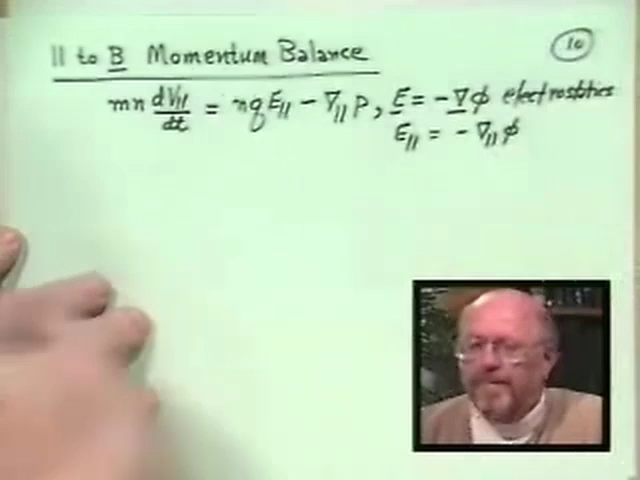 || to B Momentum Balance
10
mn dV||/dt = nqE|| - ∇|| P, E = -∇φ electrostatics
E|| = -∇|| φ